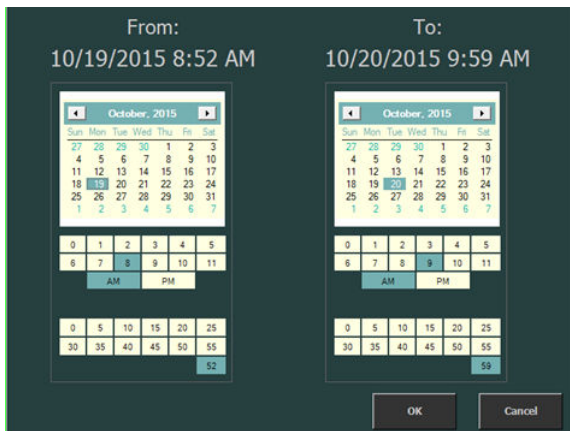 From:
10/19/2015 8:52 AM
October, 2015
Sun Mon Tue Wed Thu Fri Sat
27 28 29 30 1 2 3
4 5 6 7 8 9 10
11 12 13 14 15 16 17
18 19 20 21 22 23 24
25 26 27 28 29 30 31
1 2 3 4 5 6 7
0 1 2 3 4 5
6 7 8 9 10 11
AM PM
0 5 10 15 20 25
30 35 40 45 50 55
52
To:
10/20/2015 9:59 AM
October, 2015
Sun Mon Tue Wed Thu Fri Sat
27 28 29 30 1 2 3
4 5 6 7 8 9 10
11 12 13 14 15 16 17
18 19 20 21 22 23 24
25 26 27 28 29 30 31
1 2 3 4 5 6 7
0 1 2 3 4 5
6 7 8 9 10 11
AM PM
0 5 10 15 20 25
30 35 40 45 50 55
59
OK Cancel